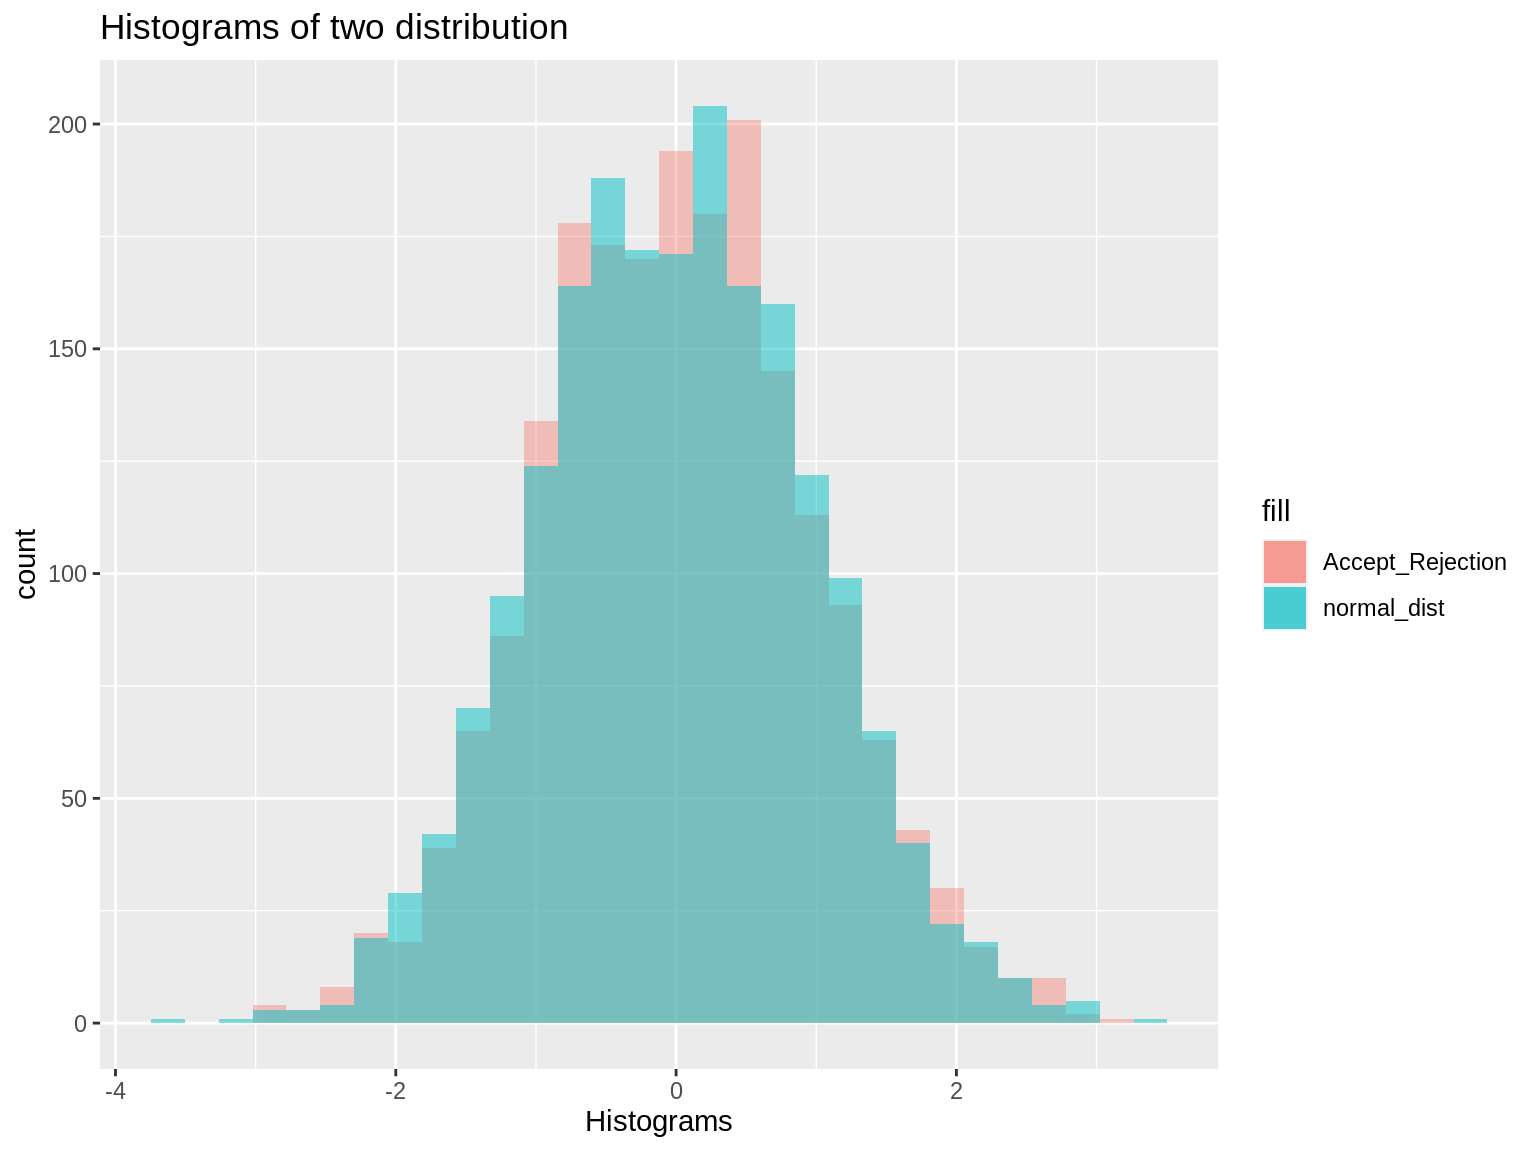 Histograms of two distribution
200
150
100
50
0
count
-4
-2
0
2
Histograms
fill
Accept_Rejection
normal_dist